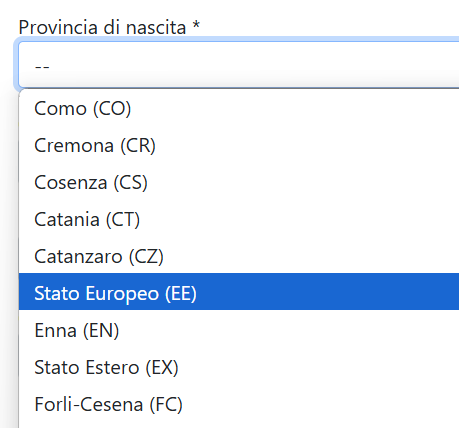 Provincia di nascita *
--
Como (CO)
Cremona (CR)
Cosenza (CS)
Catania (CT)
Catanzaro (CZ)
Stato Europeo (EE)
Enna (EN)
Stato Estero (EX)
Forli-Cesena (FC)